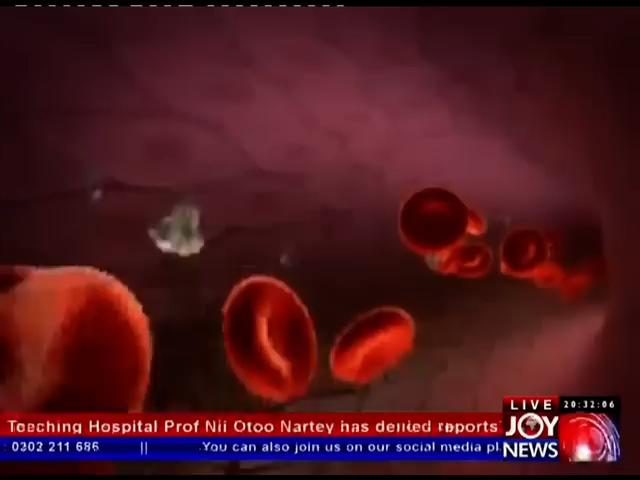 LIVE
20:32:06
Teaching Hospital Prof Nii Otoo Nartey has denied reports
JOY
NEWS
: 0302 211 686 || .You can also join us on our social media pl